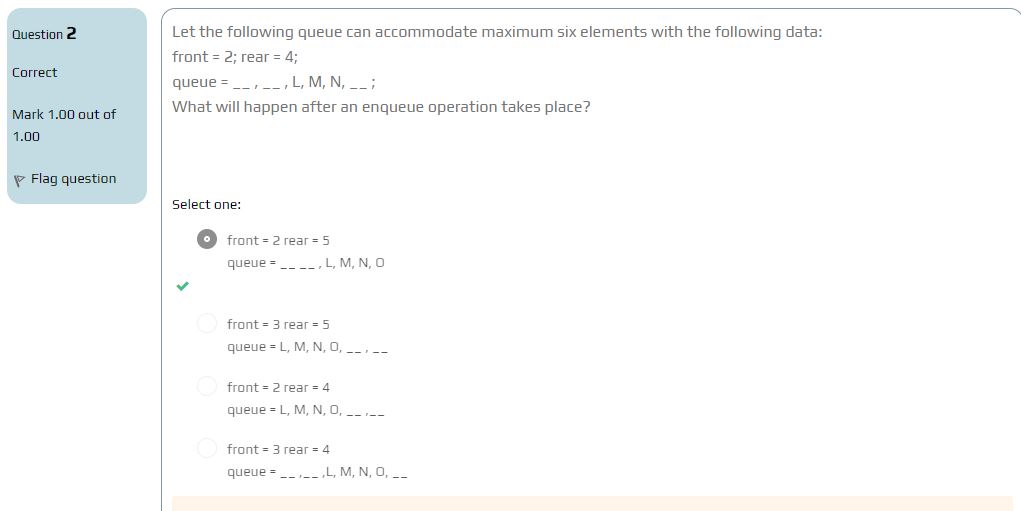 Question 2
Correct
Mark 1.00 out of
1.00
Flag question
Let the following queue can accommodate maximum six elements with the following data:
front = 2; rear = 4;
queue = __ , __ , L, M, N, __ ;
What will happen after an enqueue operation takes place?
Select one:
front = 2 rear = 5
queue = __ __ , L, M, N, O
front = 3 rear = 5
queue = L, M, N, O, __ , __
front = 2 rear = 4
queue = L, M, N, O, __ ,__
front = 3 rear = 4
queue = __ ,__ ,L, M, N, O, __